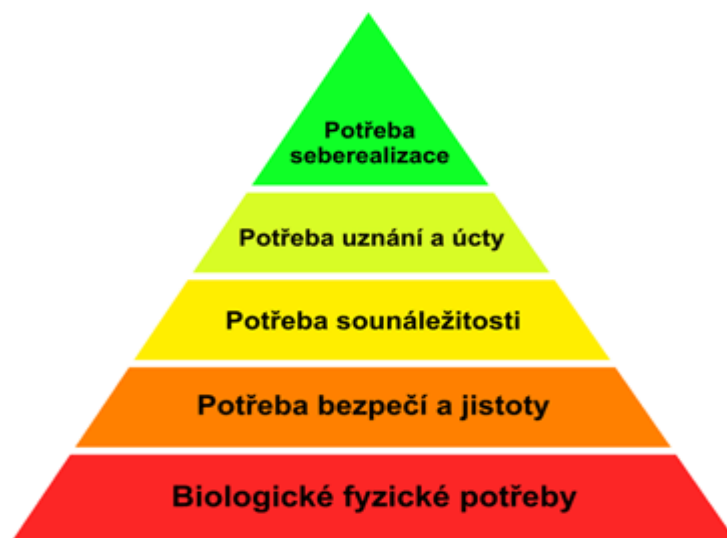 Potřeba
seberealizace
Potřeba uznání a úcty
Potřeba sounáležitosti
Potřeba bezpečí a jistoty
Biologické fyzické potřeby